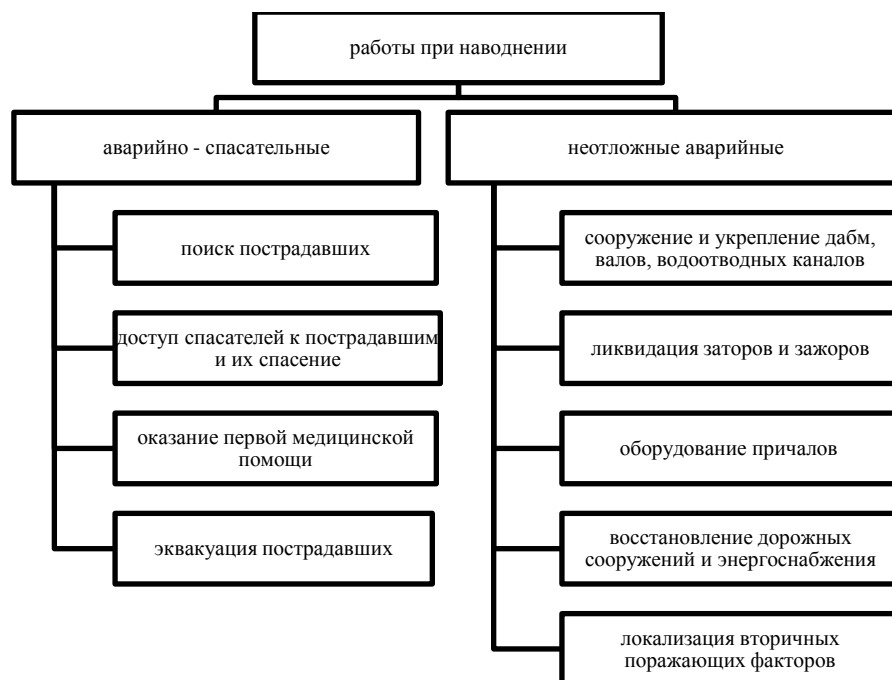 работы при наводнении
аварийно - спасательные
неотложные аварийные
поиск пострадавших
доступ спасателей к пострадавшим
и их спасение
оказание первой медицинской
помощи
эквакуация пострадавших
сооружение и укрепление дабм,
валов, водоотводных каналов
ликвидация заторов и зажоров
оборудование причалов
восстановление дорожных
сооружений и энергоснабжения
локализация вторичных
поражающих факторов